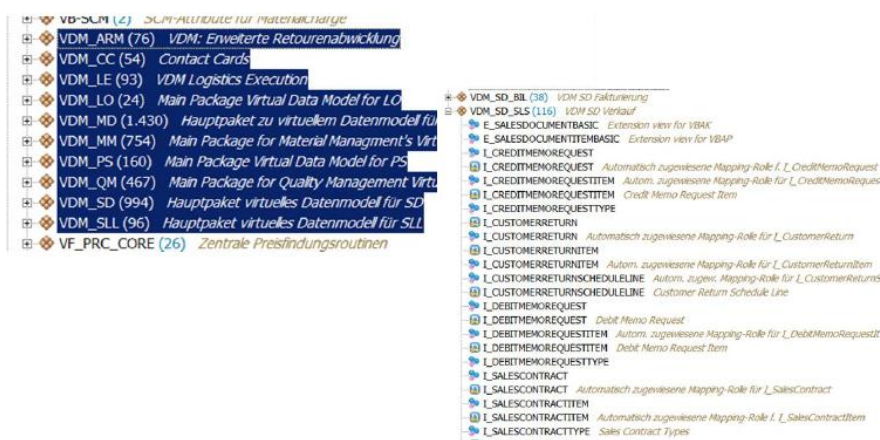 VB-SCM (2) SCM-Attribute für Materialcharge
VDM_ARM (76) VDM: Erweiterte Retourenabwicklung
VDM_CC (54) Contact Cards
VDM_LE (93) VDM Logistics Execution
VDM_LO (24) Main Package Virtual Data Model for LO
VDM_MD (1.430) Hauptpaket zu virtuellem Datenmodell für
VDM_MM (754) Main Package for Material Managment's Virt
VDM_PS (160) Main Package Virtual Data Model for PS
VDM_QM (467) Main Package for Quality Management Virtu
VDM_SD (994) Hauptpaket virtuelles Datenmodell für SD
VDM_SLL (96) Hauptpaket virtuelles Datenmodell für SLL
VF_PRC_CORE (26) Zentrale Preisfindungsroutinen
VDM_SD_BIL (38) VDM SD Fakturierung
VDM_SD_SLS (116) VDM SD Verkauf
E_SALESDOCUMENTBASIC Extension view for VBAK
E_SALESDOCUMENTITEMBASIC Extension view for VBAP
I_CREDITMEMOREQUEST
I_CREDITMEMOREQUEST Automatisch zugewiesene Mapping-Rolle f. I_CreditMemoRequest
I_CREDITMEMOREQUESTITEM Autom. zugewiesene Mapping-Rolle für I_CreditMemoReques
I_CREDITMEMOREQUESTITEM Credit Memo Request Item
I_CREDITMEMOREQUESTTYPE
I_CUSTOMERRETURN
I_CUSTOMERRETURN Automatisch zugewiesene Mapping-Rolle für I_CustomerReturn
I_CUSTOMERRETURNITEM
I_CUSTOMERRETURNITEM Autom. zugewiesene Mapping-Rolle für I_CustomerReturnItem
I_CUSTOMERRETURNSCHEDULELINE Autom. zugew. Mapping-Rolle für I_CustomerReturnS
I_CUSTOMERRETURNSCHEDULELINE Customer Return Schedule Line
I_DEBITMEMOREQUEST
I_DEBITMEMOREQUEST Debit Memo Request
I_DEBITMEMOREQUESTITEM Autom. zugewiesene Mapping-Rolle für I_DebitMemoRequestIt
I_DEBITMEMOREQUESTITEM Debit Memo Request Item
I_DEBITMEMOREQUESTTYPE
I_SALESCONTRACT
I_SALESCONTRACT Automatisch zugewiesene Mapping-Rolle für I_SalesContract
I_SALESCONTRACTITEM
I_SALESCONTRACTITEM Automatisch zugewiesene Mapping-Rolle f. I_SalesContractItem
I_SALESCONTRACTTYPE Sales Contract Types